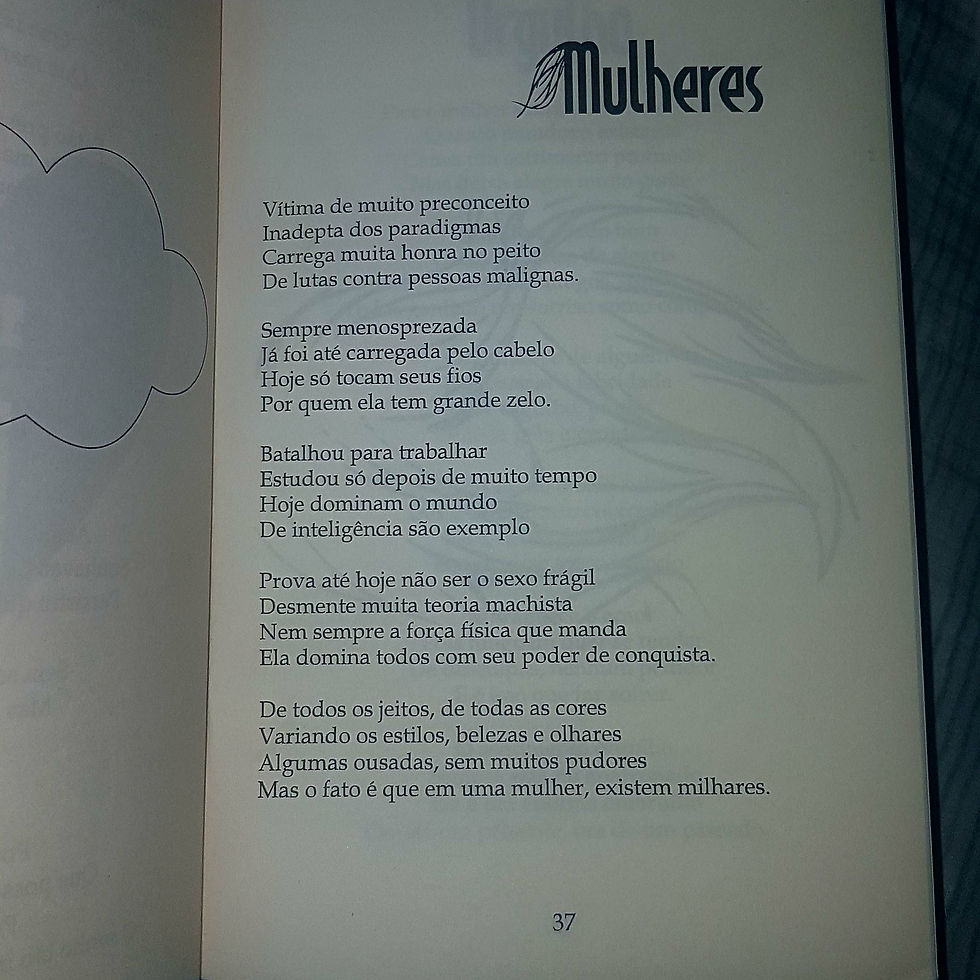 Mulheres
Vítima de muito preconceito
Inadepta dos paradigmas
Carrega muita honra no peito
De lutas contra pessoas malignas.
Sempre menosprezada
Já foi até carregada pelo cabelo
Hoje só tocam seus fios
Por quem ela tem grande zelo.
Batalhou para trabalhar
Estudou só depois de muito tempo
Hoje dominam o mundo
De inteligência são exemplo
Prova até hoje não ser o sexo frágil
Desmente muita teoria machista
Nem sempre a força física que manda
Ela domina todos com seu poder de conquista.
De todos os jeitos, de todas as cores
Variando os estilos, belezas e olhares
Algumas ousadas, sem muitos pudores
Mas o fato é que em uma mulher, existem milhares.
37